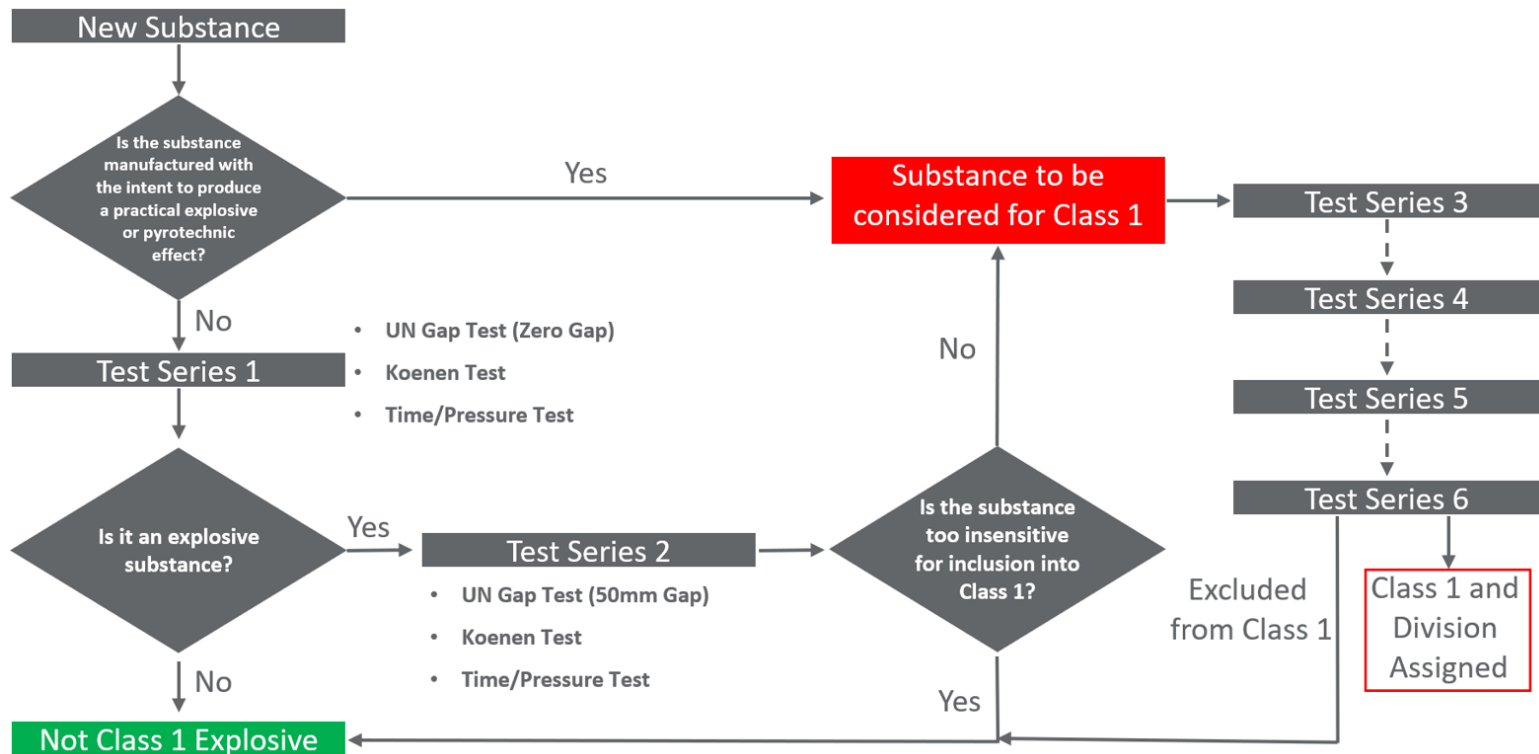 New Substance
Is the substance
manufactured with
the intent to produce
a practical explosive
or pyrotechnic
effect?
Yes
Substance to be
considered for Class 1
Test Series 3
Test Series 4
Test Series 5
Test Series 6
No
Test Series 1
• UN Gap Test (Zero Gap)
• Koenen Test
• Time/Pressure Test
No
Is it an explosive
substance?
Yes
Test Series 2
• UN Gap Test (50mm Gap)
• Koenen Test
• Time/Pressure Test
Is the substance
too insensitive
for inclusion into
Class 1?
Excluded
from Class 1
Class 1 and
Division
Assigned
No
Yes
Not Class 1 Explosive